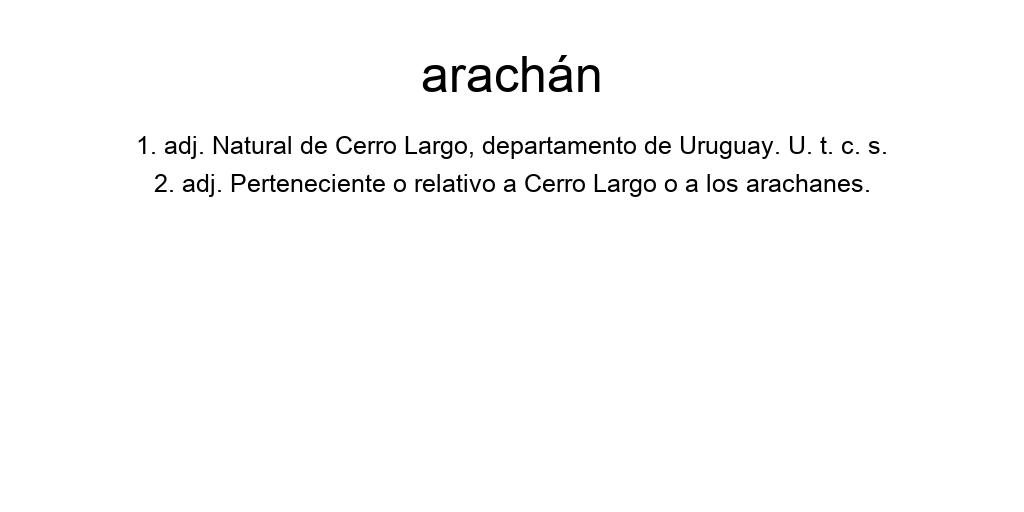 arachán
1. adj. Natural de Cerro Largo, departamento de Uruguay. U. t. c. s.
2. adj. Perteneciente o relativo a Cerro Largo o a los arachanes.